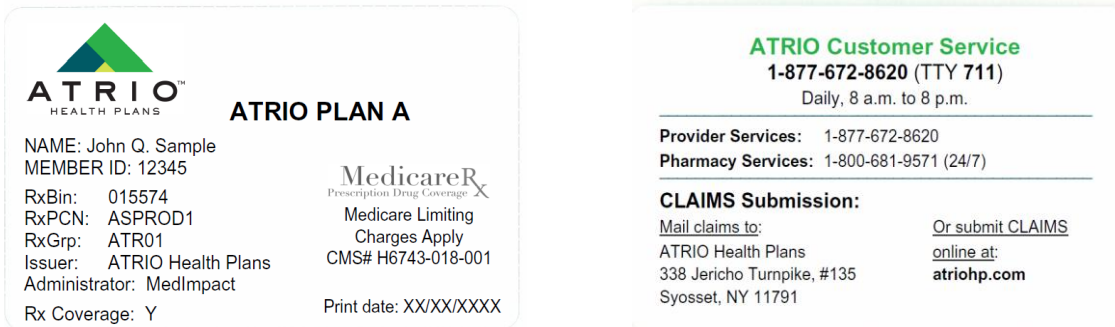 ATRIO™
HEALTH PLANS
ATRIO PLAN A
NAME: John Q. Sample
MEMBER ID: 12345
RxBin: 015574
RxPCN: ASPROD1
RxGrp: ATR01
Issuer: ATRIO Health Plans
Administrator: MedImpact
Rx Coverage: Y
MedicareRx
Prescription Drug Coverage
Medicare Limiting
Charges Apply
CMS# H6743-018-001
Print date: XX/XX/XXXX
ATRIO Customer Service
1-877-672-8620 (TTY 711)
Daily, 8 a.m. to 8 p.m.
Provider Services: 1-877-672-8620
Pharmacy Services: 1-800-681-9571 (24/7)
CLAIMS Submission:
Mail claims to:
ATRIO Health Plans
338 Jericho Turnpike, #135
Syosset, NY 11791
Or submit CLAIMS
online at:
atriohp.com